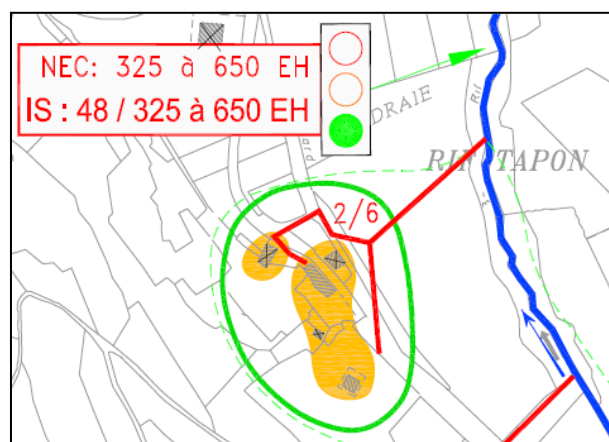 NEC: 325 à 650 EH
IS : 48 / 325 à 650 EH
DRAIE
RIN TAPON
2/6